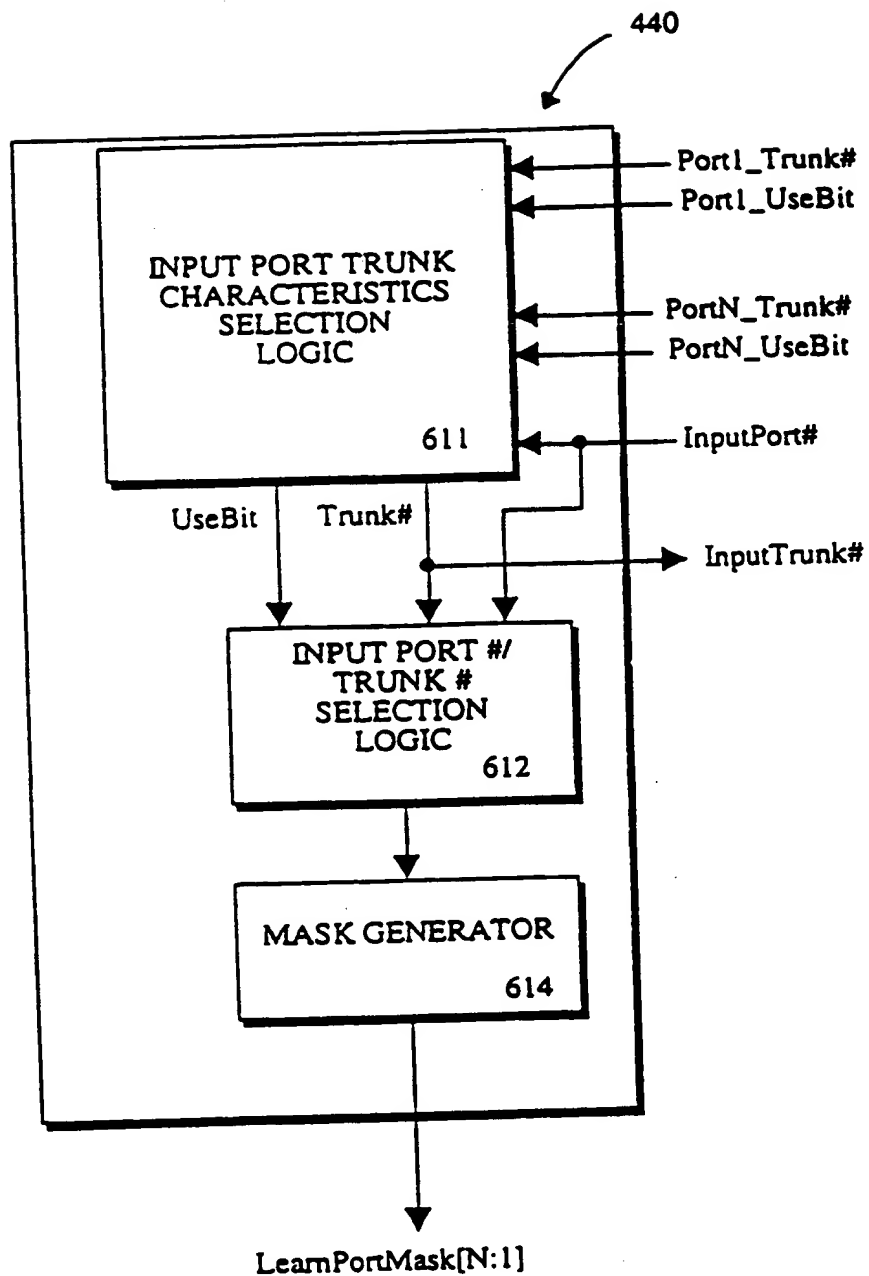 440
Port1_Trunk#
Port1_UseBit
INPUT PORT TRUNK
CHARACTERISTICS
SELECTION
LOGIC
PortN_Trunk#
PortN_UseBit
611
InputPort#
UseBit
Trunk#
InputTrunk#
INPUT PORT #/
TRUNK #
SELECTION
LOGIC
612
MASK GENERATOR
614
LearnPortMask[N:1]